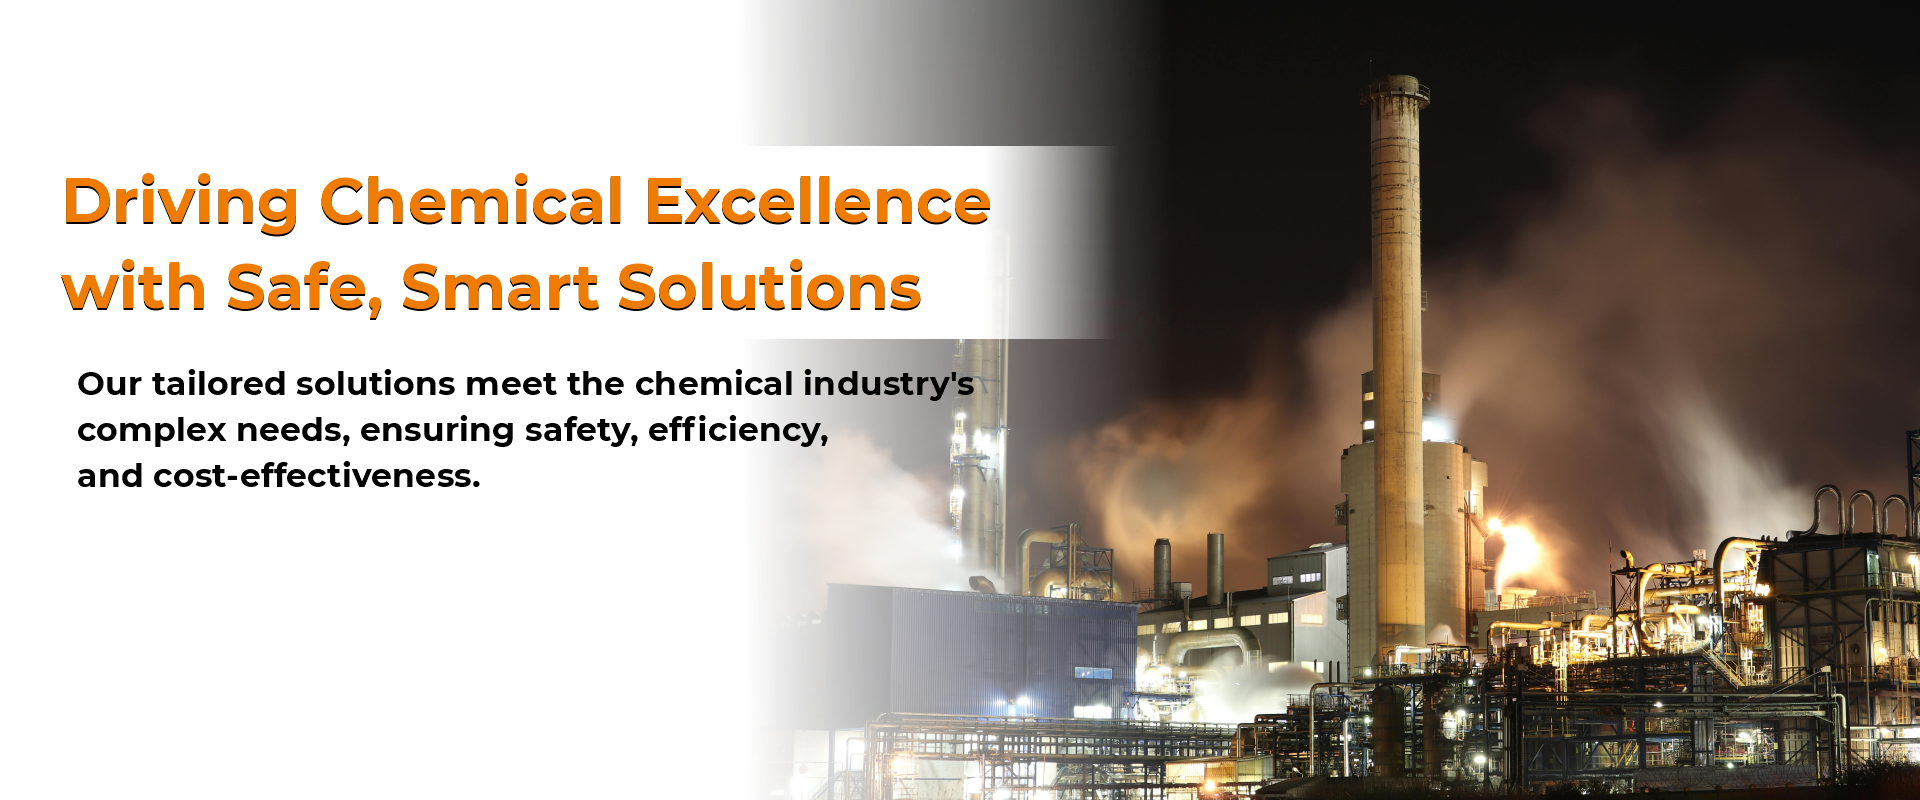 Driving Chemical Excellence
with Safe, Smart Solutions
Our tailored solutions meet the chemical industry's
complex needs, ensuring safety, efficiency,
and cost-effectiveness.